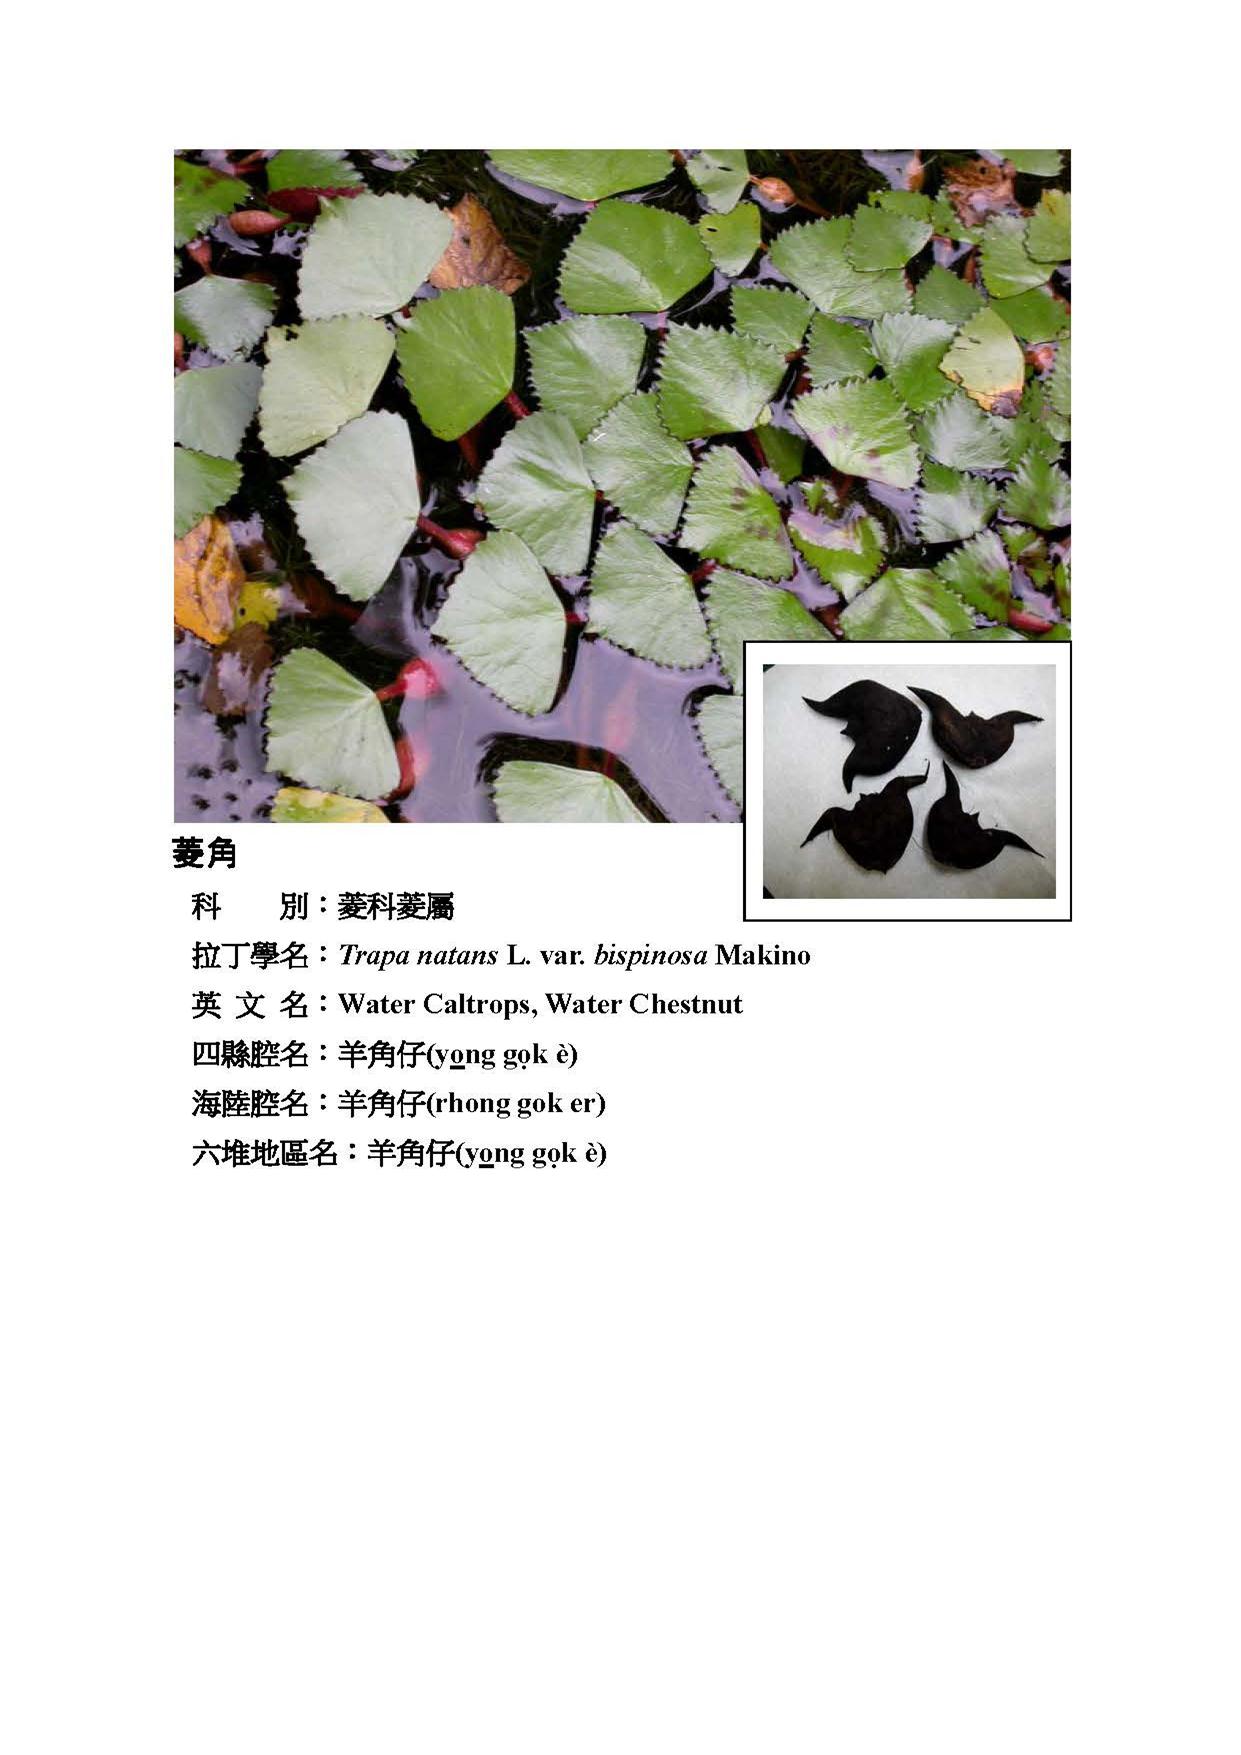 菱角
科　　別：菱科菱屬
拉丁學名：Trapa natans L. var. bispinosa Makino
英 文 名：Water Caltrops, Water Chestnut
四縣腔名：羊角仔(yo̲ng gọk è)
海陸腔名：羊角仔(rhong gok er)
六堆地區名：羊角仔(yo̲ng gọk è)